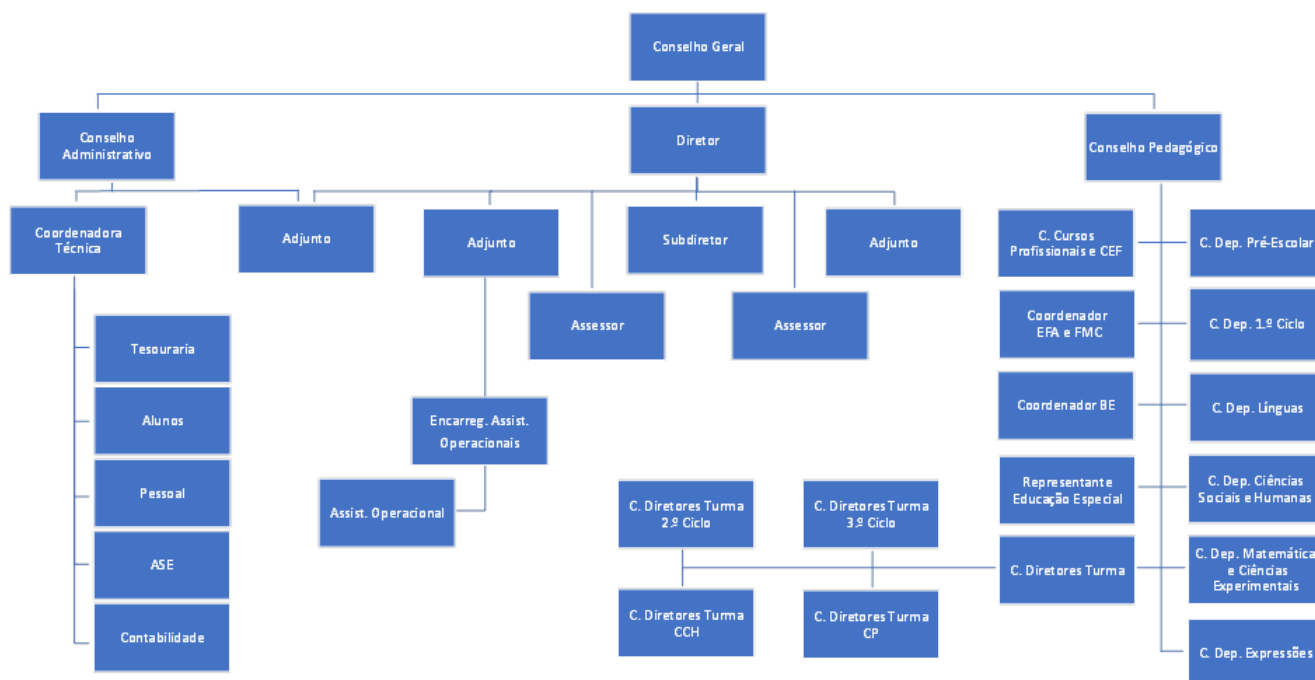 Conselho Geral
Conselho
Administrativo
Diretor
Conselho Pedagógico
Coordenadora
Técnica
Adjunto
Adjunto
Subdiretor
Adjunto
Assessor
Assessor
Tesouraria
Alunos
Pessoal
ASE
Contabilidade
Encarreg. Assist.
Operacionais
Assist. Operacional
C. Cursos
Profissionais e CEF
C. Dep. Pré-Escolar
Coordenador
EFA e FMC
C. Dep. 1.º Ciclo
Coordenador BE
C. Dep. Línguas
Representante
Educação Especial
C. Dep. Ciências
Sociais e Humanas
C. Diretores Turma
2.º Ciclo
C. Diretores Turma
3.º Ciclo
C. Diretores Turma
C. Dep. Matemática
e Ciências
Experimentais
C. Diretores Turma
CCH
C. Diretores Turma
CP
C. Dep. Expressões